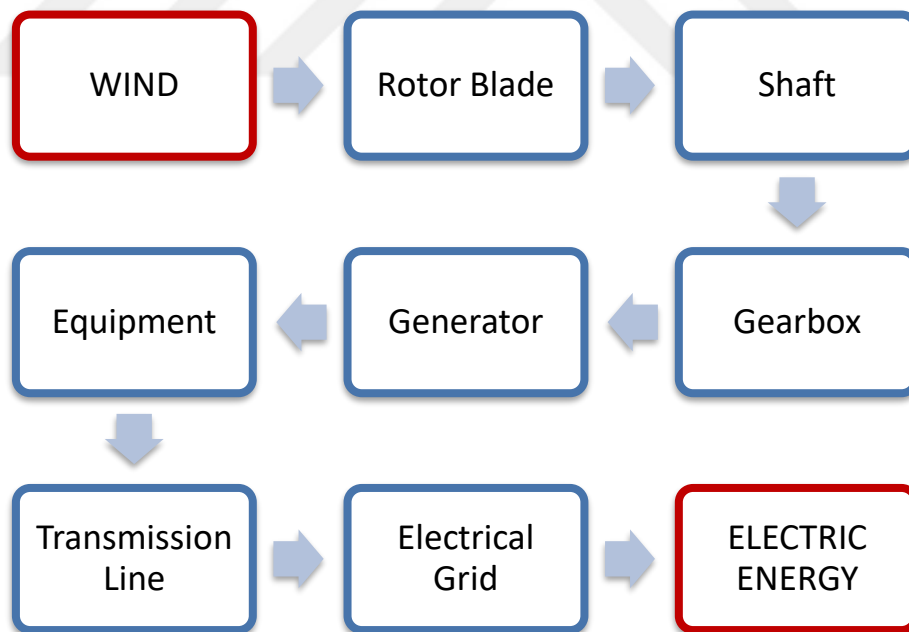 WIND
Rotor Blade
Shaft
Gearbox
Generator
Equipment
Transmission
Line
Electrical
Grid
ELECTRIC
ENERGY